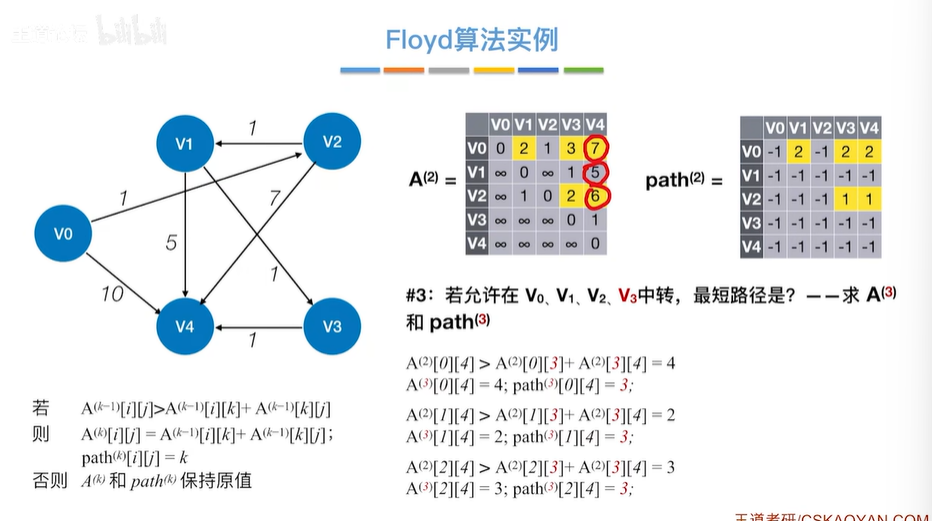 bilibili
Floyd算法实例
V1
1
V2
1
7
V0
5
10
1
V4
1
V3
A(2) =
V0 V1 V2 V3 V4
V0 0 2 1 3 7
V1 ∞ 0 ∞ 1 5
V2 ∞ 1 0 2 6
V3 ∞ ∞ ∞ 0 1
V4 ∞ ∞ ∞ ∞ 0
path(2) =
V0 V1 V2 V3 V4
V0 -1 2 -1 2 2
V1 -1 -1 -1 -1 -1
V2 -1 -1 -1 1 1
V3 -1 -1 -1 -1 -1
V4 -1 -1 -1 -1 -1
#3：若允许在 V0、V1、V2、V3中转，最短路径是？——求 A(3)
和 path(3)
A(2)[0][4] > A(2)[0][3]+ A(2)[3][4] = 4
A(3)[0][4] = 4; path(3)[0][4] = 3;
A(2)[1][4] > A(2)[1][3]+ A(2)[3][4] = 2
A(3)[1][4] = 2; path(3)[1][4] = 3;
A(2)[2][4] > A(2)[2][3]+ A(2)[3][4] = 3
A(3)[2][4] = 3; path(3)[2][4] = 3;
若 A(k−1)[i][j]>A(k−1)[i][k]+ A(k−1)[k][j]
则 A(k)[i][j] = A(k−1)[i][k]+ A(k−1)[k][j]；
path(k)[i][j] = k
否则 A(k) 和 path(k) 保持原值
王道考研/CSKAOYAN.COM